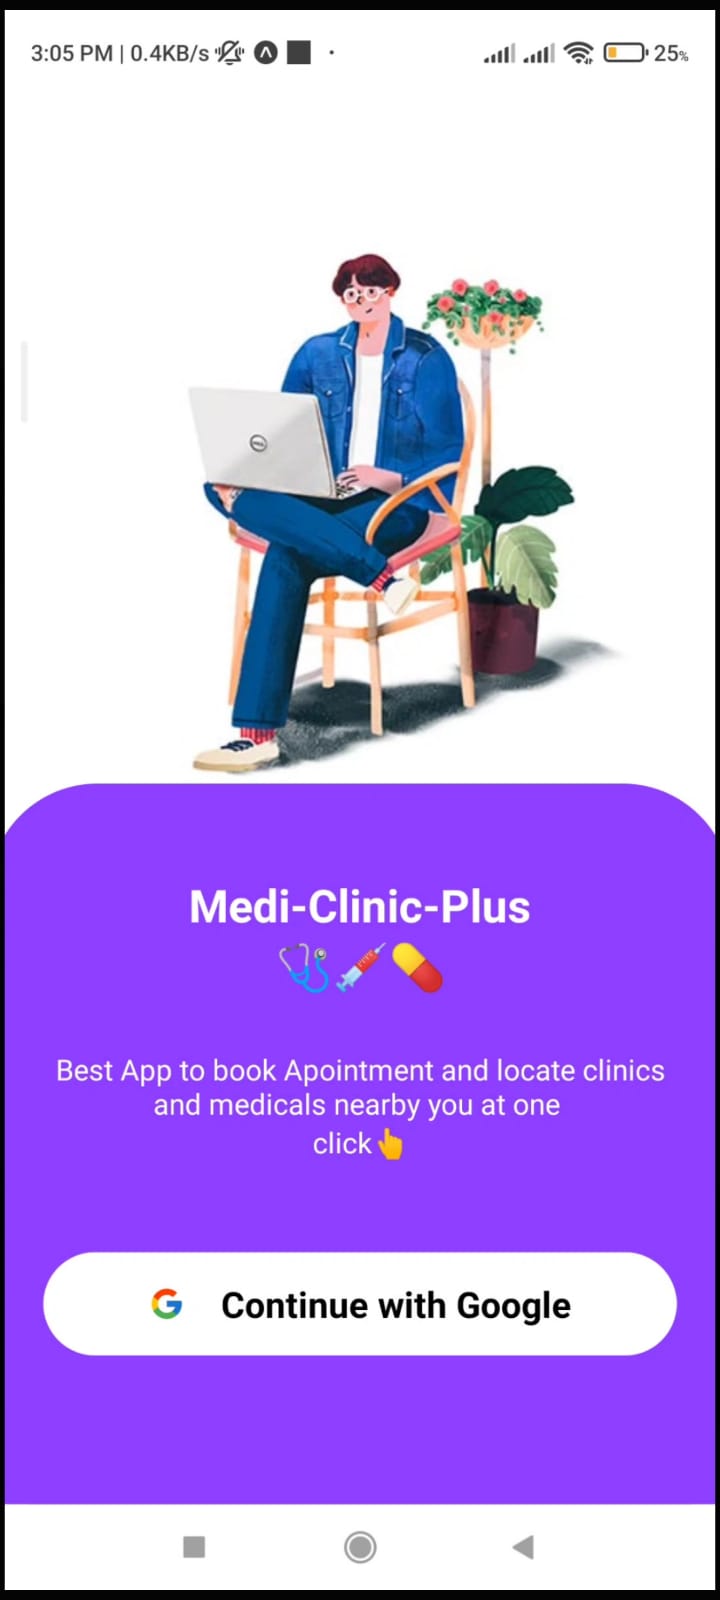 3:05 PM | 0.4KB/s 25%
DELL
Medi-Clinic-Plus
Best App to book Apointment and locate clinics
and medicals nearby you at one
click
Continue with Google